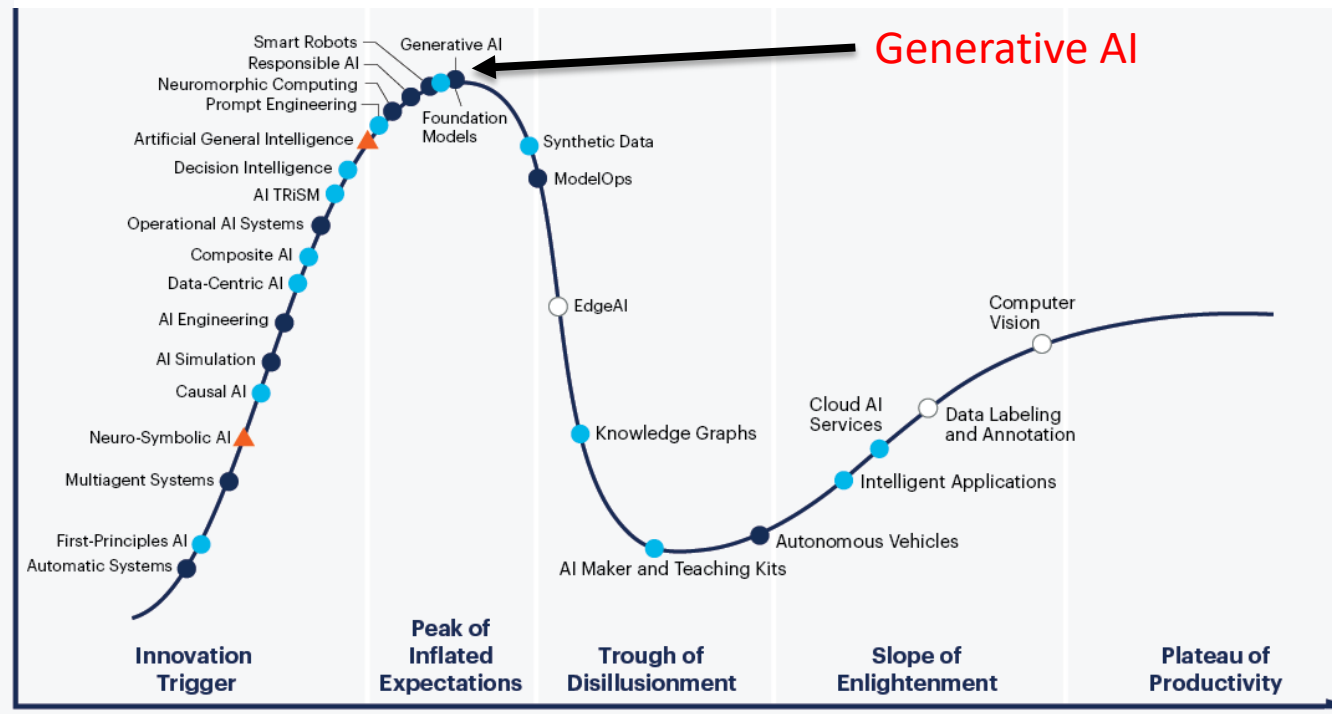 Generative AI
Smart Robots
Generative AI
Responsible AI
Neuromorphic Computing
Prompt Engineering
Foundation
Models
Artificial General Intelligence
Decision Intelligence
AI TRiSM
Operational AI Systems
Composite AI
Data-Centric AI
AI Engineering
AI Simulation
Causal AI
Neuro-Symbolic AI
Multiagent Systems
First-Principles AI
Automatic Systems
Synthetic Data
ModelOps
EdgeAI
Knowledge Graphs
AI Maker and Teaching Kits
Autonomous Vehicles
Intelligent Applications
Cloud AI
Services
Data Labeling
and Annotation
Computer
Vision
Innovation
Trigger
Peak of
Inflated
Expectations
Trough of
Disillusionment
Slope of
Enlightenment
Plateau of
Productivity